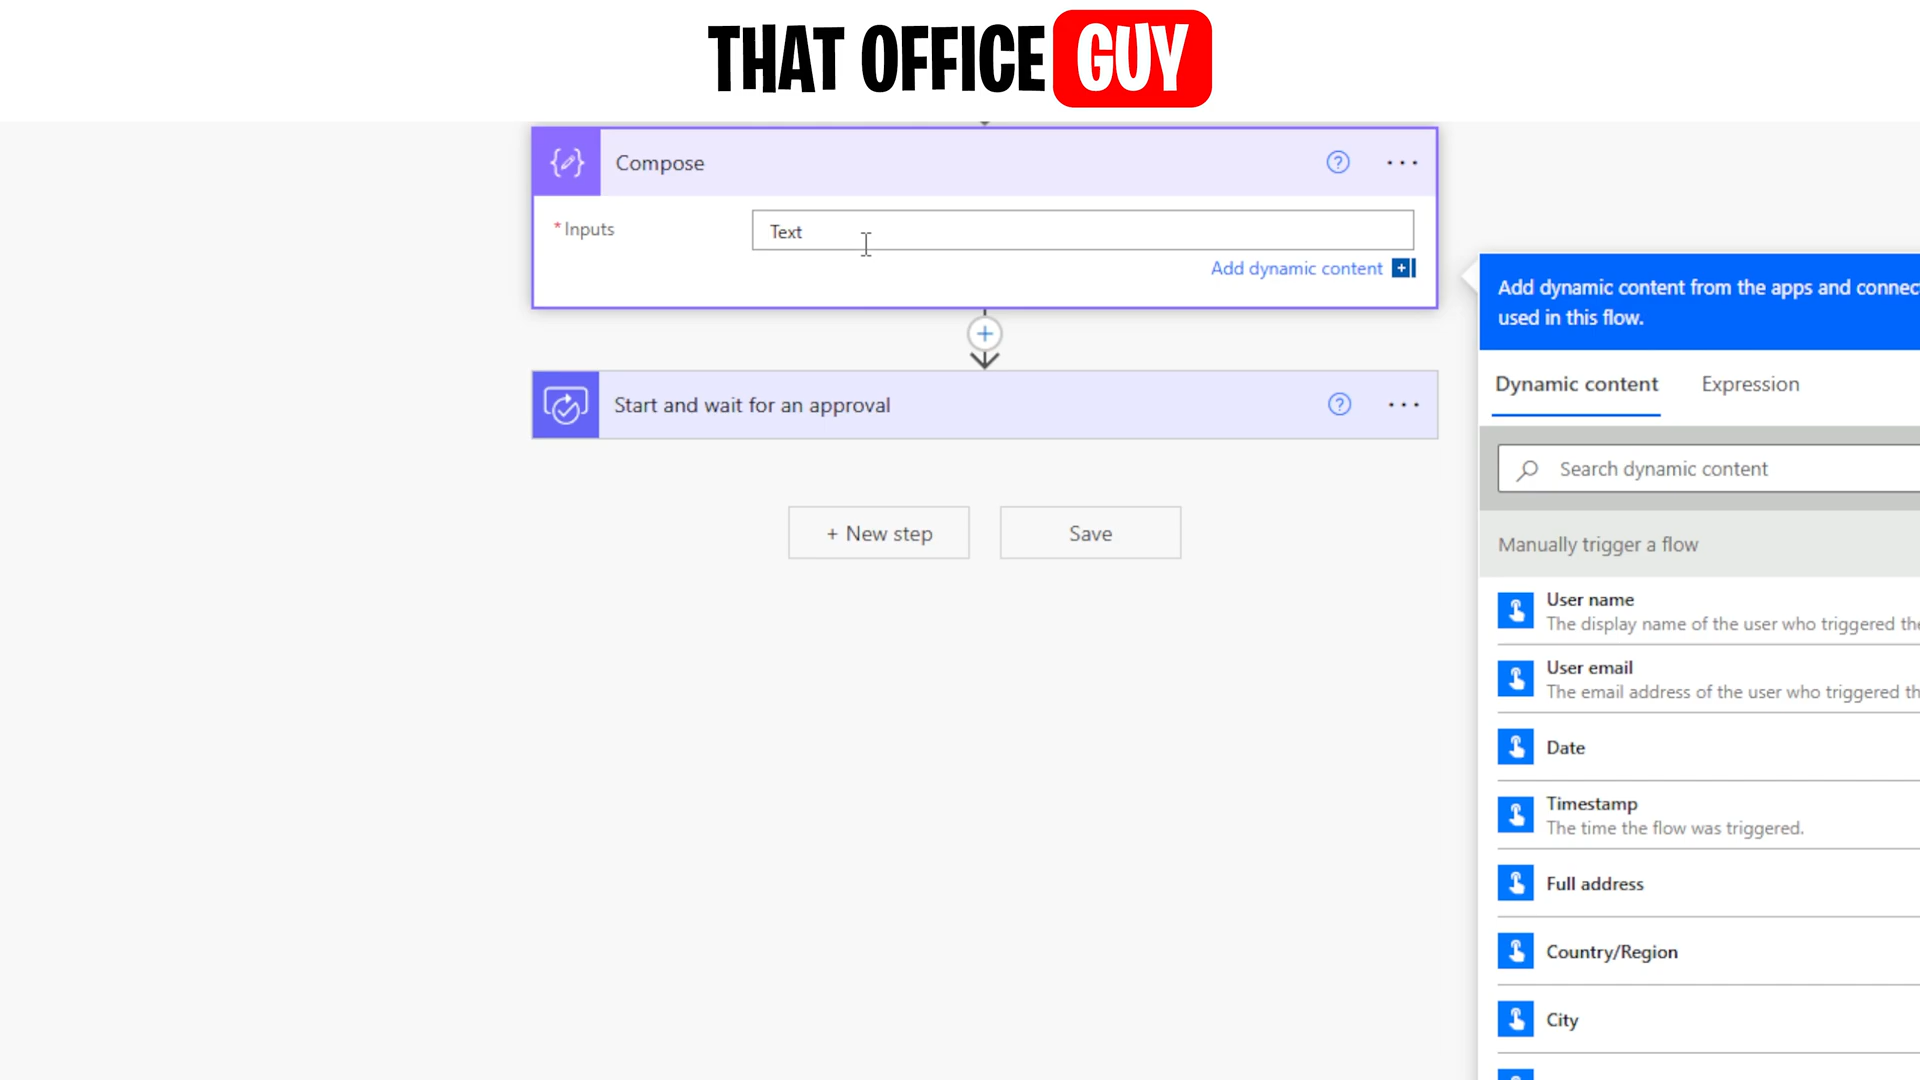 THAT OFFICE GUY
Compose
* Inputs
Text
Add dynamic content
Start and wait for an approval
+ New step
Save
Add dynamic content from the apps and connec
used in this flow.
Dynamic content
Expression
Search dynamic content
Manually trigger a flow
User name
The display name of the user who triggered the
User email
The email address of the user who triggered th
Date
Timestamp
The time the flow was triggered.
Full address
Country/Region
City